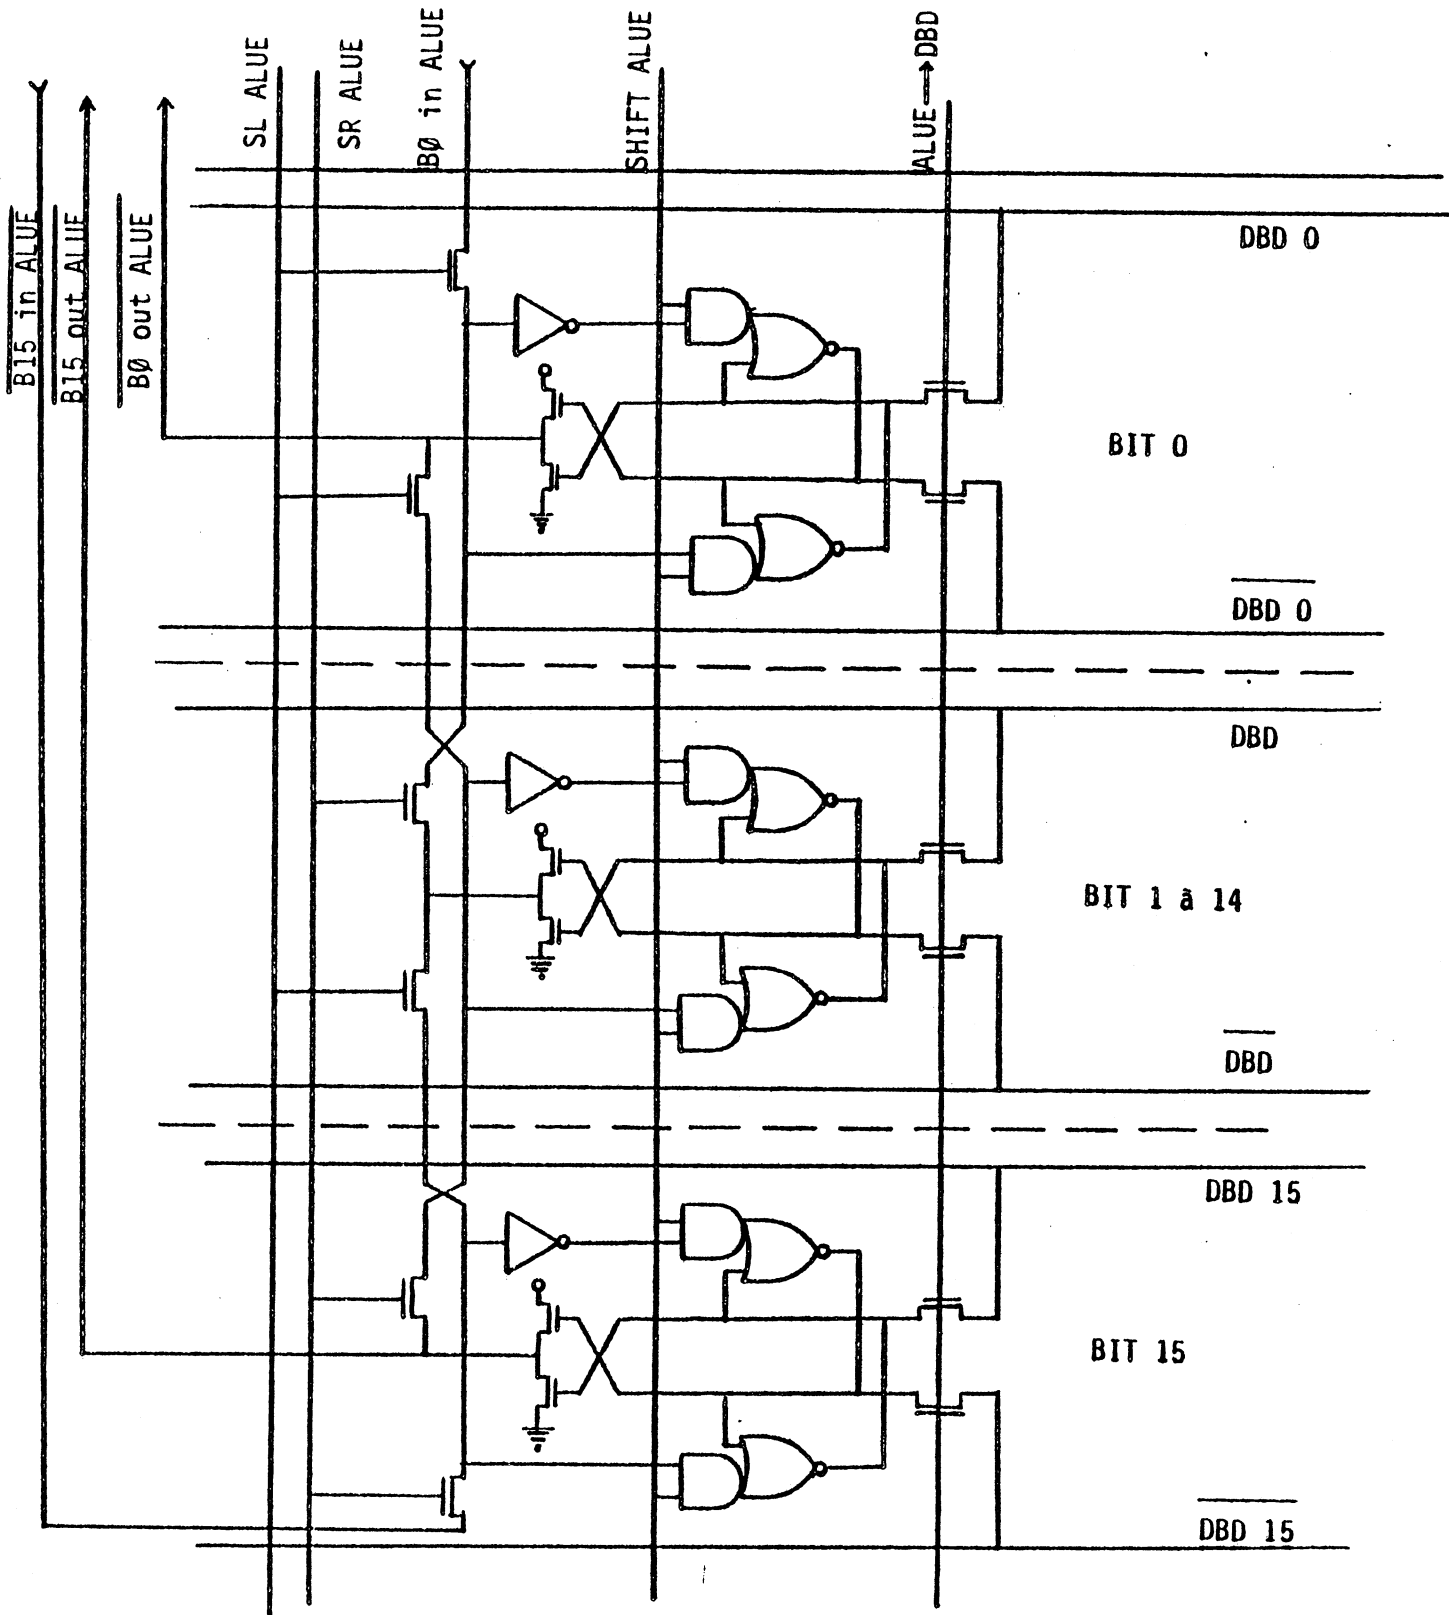 B15 in ALUE
B15 out ALUE
BØ out ALUE
SL ALUE
SR ALUE
BØ in ALUE
SHIFT ALUE
ALUE→DBD
DBD 0
BIT 0
DBD 0
DBD
BIT 1 à 14
DBD
DBD 15
BIT 15
DBD 15